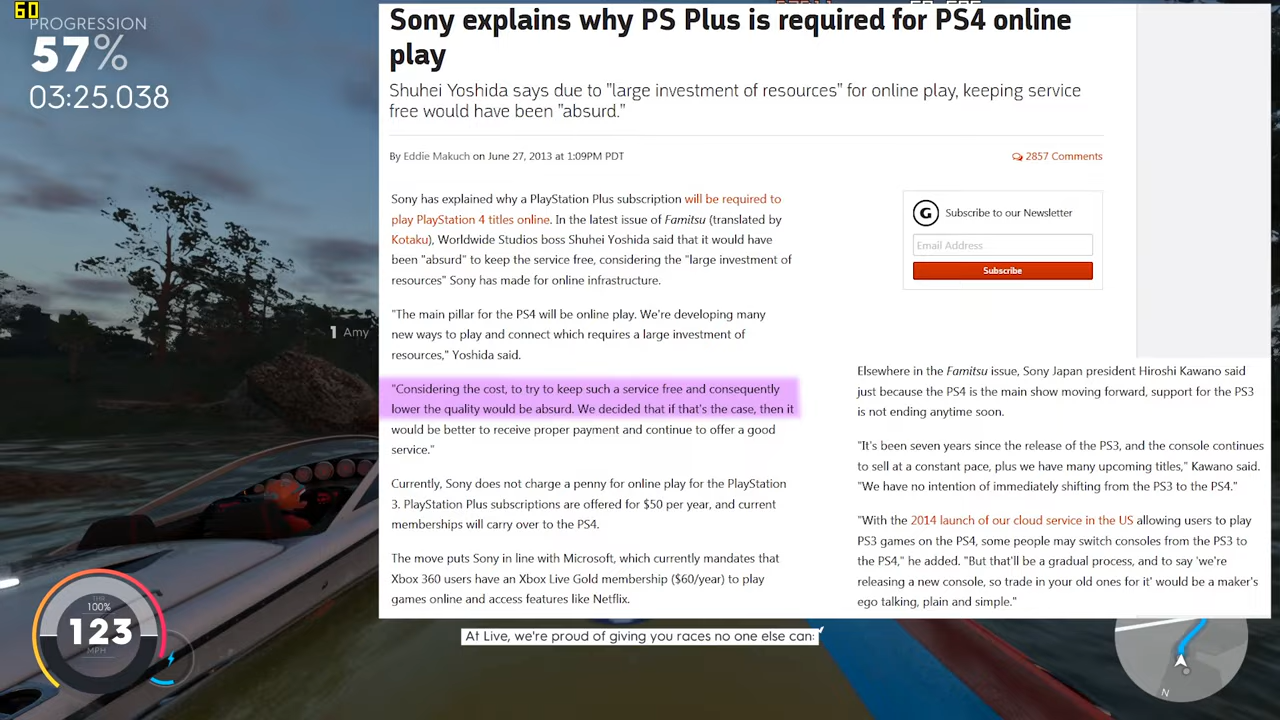 60
PROGRESSION
57%
03:25.038
Sony explains why PS Plus is required for PS4 online
play
Shuhei Yoshida says due to "large investment of resources" for online play, keeping service
free would have been "absurd."
By Eddie Makuch on June 27, 2013 at 1:09PM PDT
2857 Comments
Sony has explained why a PlayStation Plus subscription will be required to
play PlayStation 4 titles online. In the latest issue of Famitsu (translated by
Kotaku), Worldwide Studios boss Shuhei Yoshida said that it would have
been "absurd" to keep the service free, considering the "large investment of
resources" Sony has made for online infrastructure.
"The main pillar for the PS4 will be online play. We're developing many
new ways to play and connect which requires a large investment of
resources," Yoshida said.
"Considering the cost, to try to keep such a service free and consequently
lower the quality would be absurd. We decided that if that's the case, then it
would be better to receive proper payment and continue to offer a good
service."
Currently, Sony does not charge a penny for online play for the PlayStation
3. PlayStation Plus subscriptions are offered for $50 per year, and current
memberships will carry over to the PS4.
The move puts Sony in line with Microsoft, which currently mandates that
Xbox 360 users have an Xbox Live Gold membership ($60/year) to play
games online and access features like Netflix.
G Subscribe to our Newsletter
Email Address
Subscribe
Elsewhere in the Famitsu issue, Sony Japan president Hiroshi Kawano said
just because the PS4 is the main show moving forward, support for the PS3
is not ending anytime soon.
"It's been seven years since the release of the PS3, and the console continues
to sell at a constant pace, plus we have many upcoming titles," Kawano said.
"We have no intention of immediately shifting from the PS3 to the PS4."
"With the 2014 launch of our cloud service in the US allowing users to play
PS3 games on the PS4, some people may switch consoles from the PS3 to
the PS4," he added. "But that'll be a gradual process, and to say 'we're
releasing a new console, so trade in your old ones for it' would be a maker's
ego talking, plain and simple."
1 Amy
THR
100%
123
MPH
At Live, we're proud of giving you races no one else can:
N